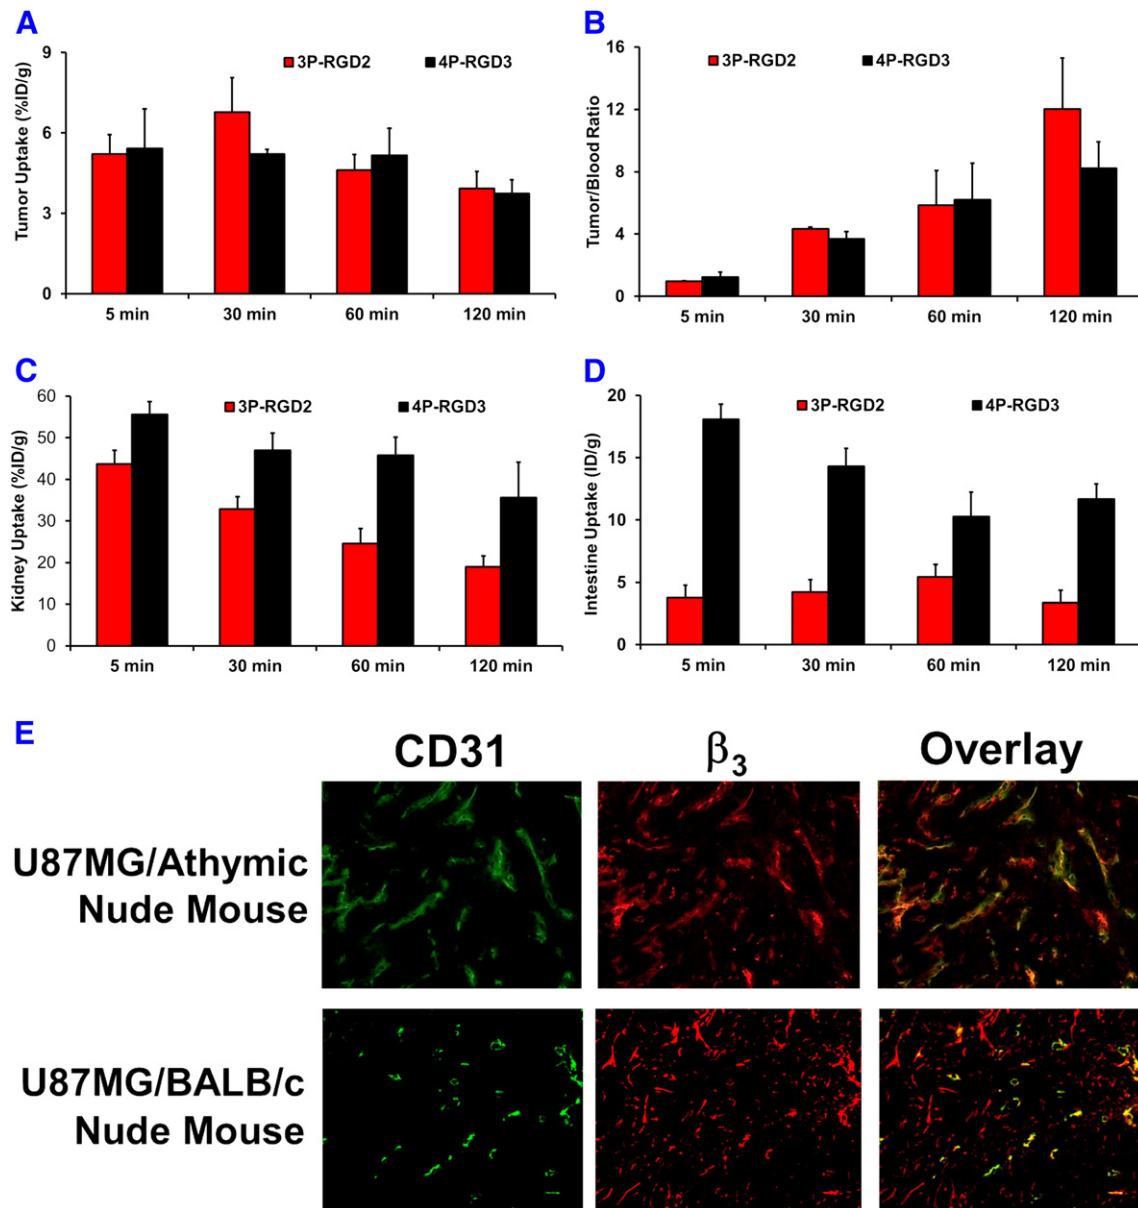 A
Tumor Uptake (%ID/g)
9
6
3
0
3P-RGD2 4P-RGD3
5 min 30 min 60 min 120 min
B
Tumor/Blood Ratio
16
12
8
4
0
3P-RGD2 4P-RGD3
5 min 30 min 60 min 120 min
C
Kidney Uptake (%ID/g)
60
50
40
30
20
10
0
3P-RGD2 4P-RGD3
5 min 30 min 60 min 120 min
D
Intestine Uptake (ID/g)
20
15
10
5
0
3P-RGD2 4P-RGD3
5 min 30 min 60 min 120 min
E
CD31 β3 Overlay
U87MG/Athymic
Nude Mouse
U87MG/BALB/c
Nude Mouse